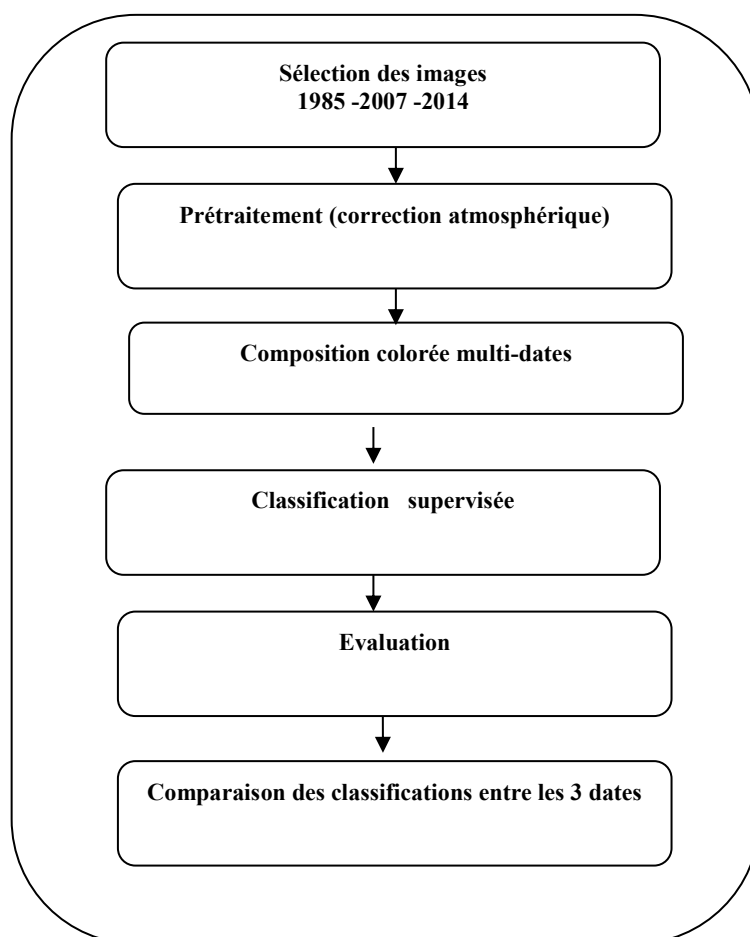 Sélection des images
1985 -2007 -2014
Prétraitement (correction atmosphérique)
Composition colorée multi-dates
Classification supervisée
Evaluation
Comparaison des classifications entre les 3 dates